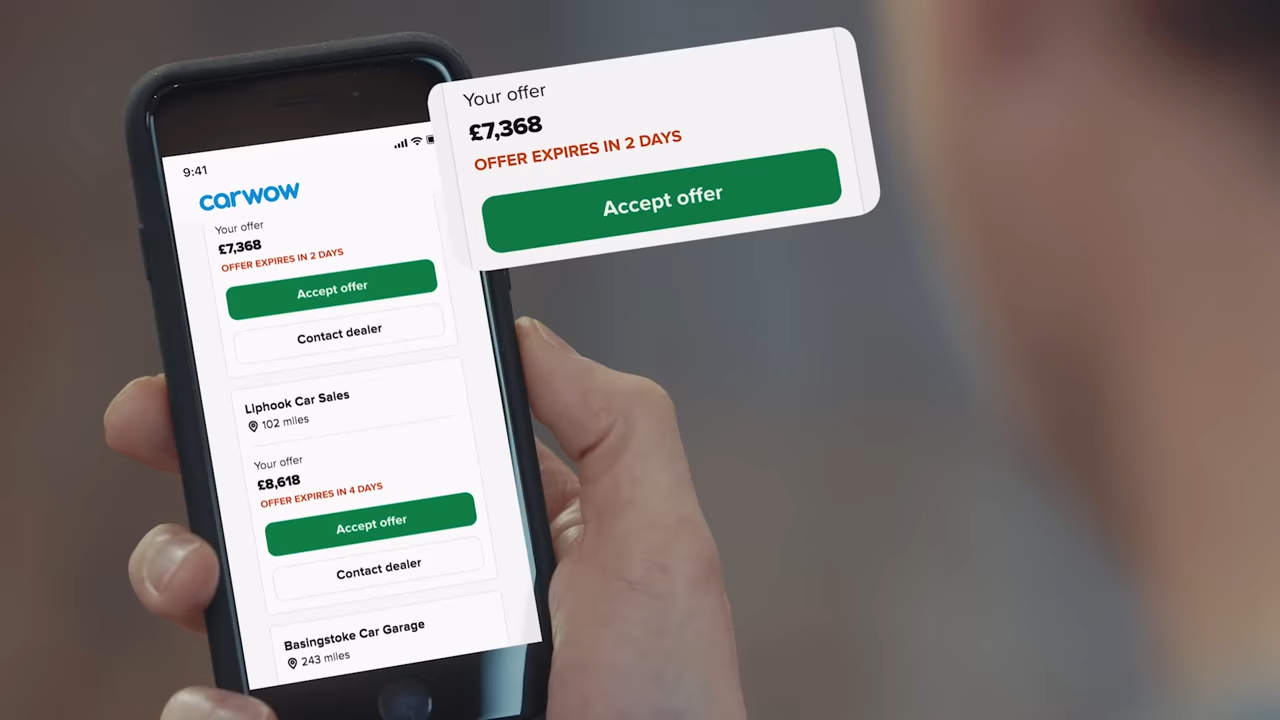 9:41
carwow
Your offer
£7,368
OFFER EXPIRES IN 2 DAYS
Accept offer
Contact dealer
Liphook Car Sales
102 miles
Your offer
£8,618
OFFER EXPIRES IN 4 DAYS
Accept offer
Contact dealer
Basingstoke Car Garage
243 miles
Your offer
£7,368
OFFER EXPIRES IN 2 DAYS
Accept offer